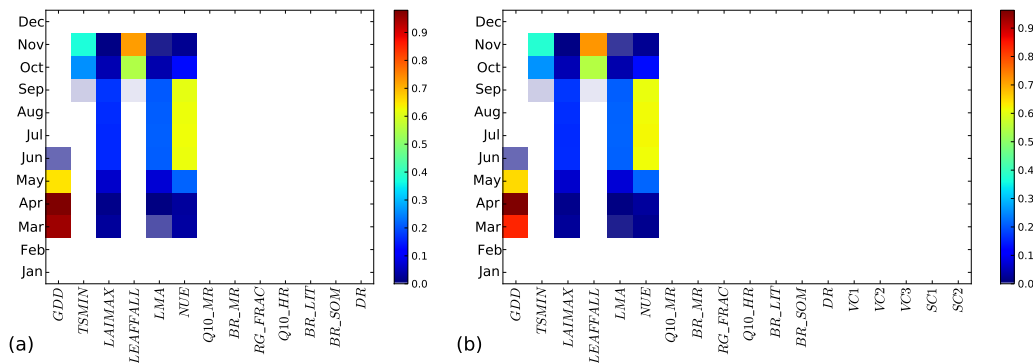 Dec
Nov
Oct
Sep
Aug
Jul
Jun
May
Apr
Mar
Feb
Jan
GDD
TSMIN
LAIMAX
LEAFFALL
LMA
NUE
Q10_MR
BR_MR
RG_FRAC
Q10_HR
BR_LIT
BR_SOM
DR
0.9
0.8
0.7
0.6
0.5
0.4
0.3
0.2
0.1
0.0
(a)
Dec
Nov
Oct
Sep
Aug
Jul
Jun
May
Apr
Mar
Feb
Jan
GDD
TSMIN
LAIMAX
LEAFFALL
LMA
NUE
Q10_MR
BR_MR
RG_FRAC
Q10_HR
BR_LIT
BR_SOM
DR
VC1
VC2
VC3
SC1
SC2
0.9
0.8
0.7
0.6
0.5
0.4
0.3
0.2
0.1
0.0
(b)